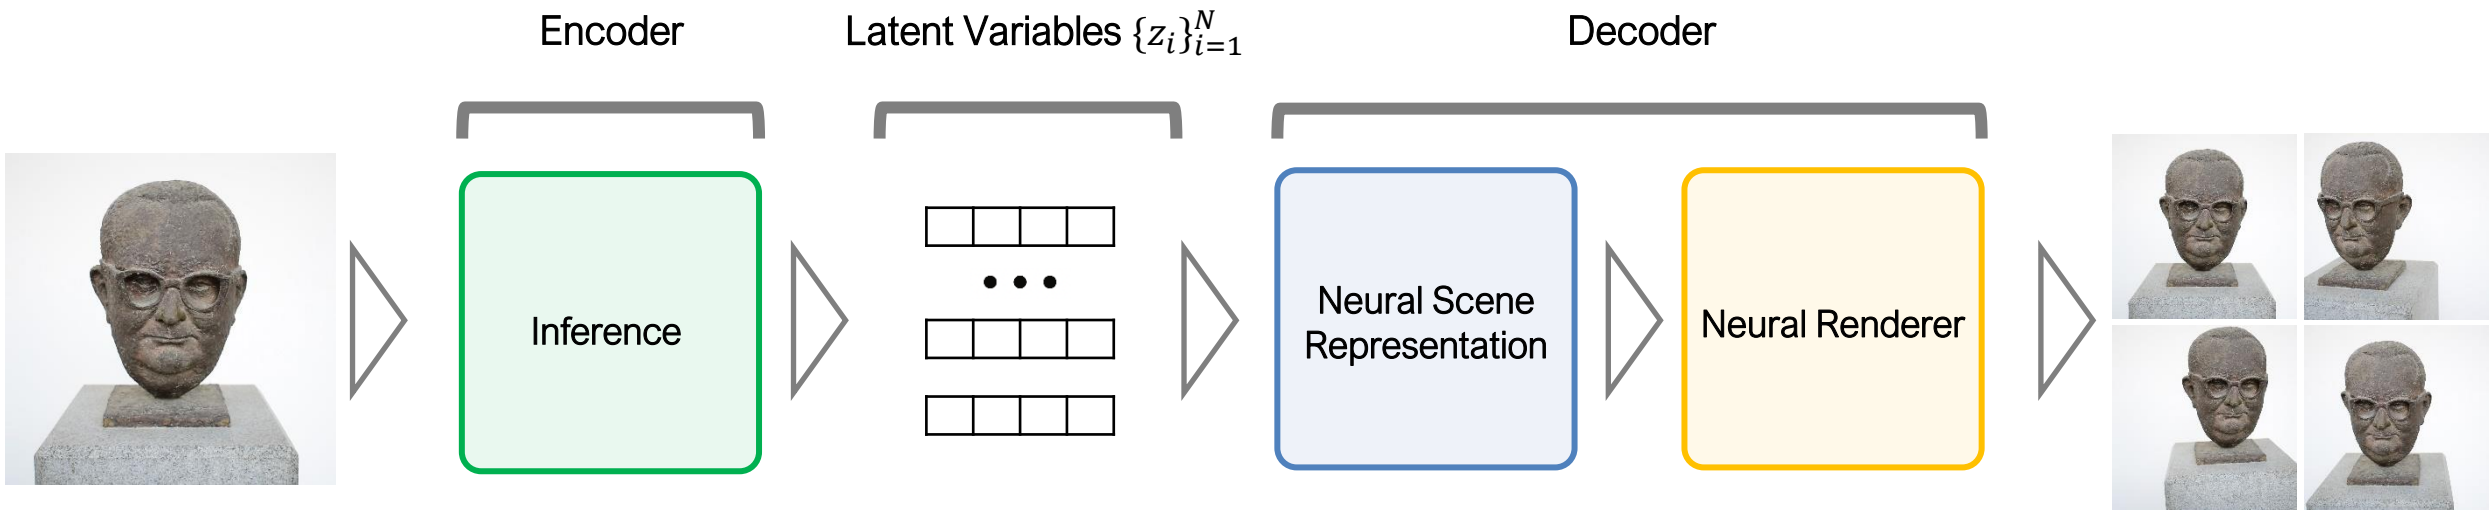 Encoder
Latent Variables $\{z_i\}_{i=1}^{N}$
Decoder
Inference
Neural Scene
Representation
Neural Renderer